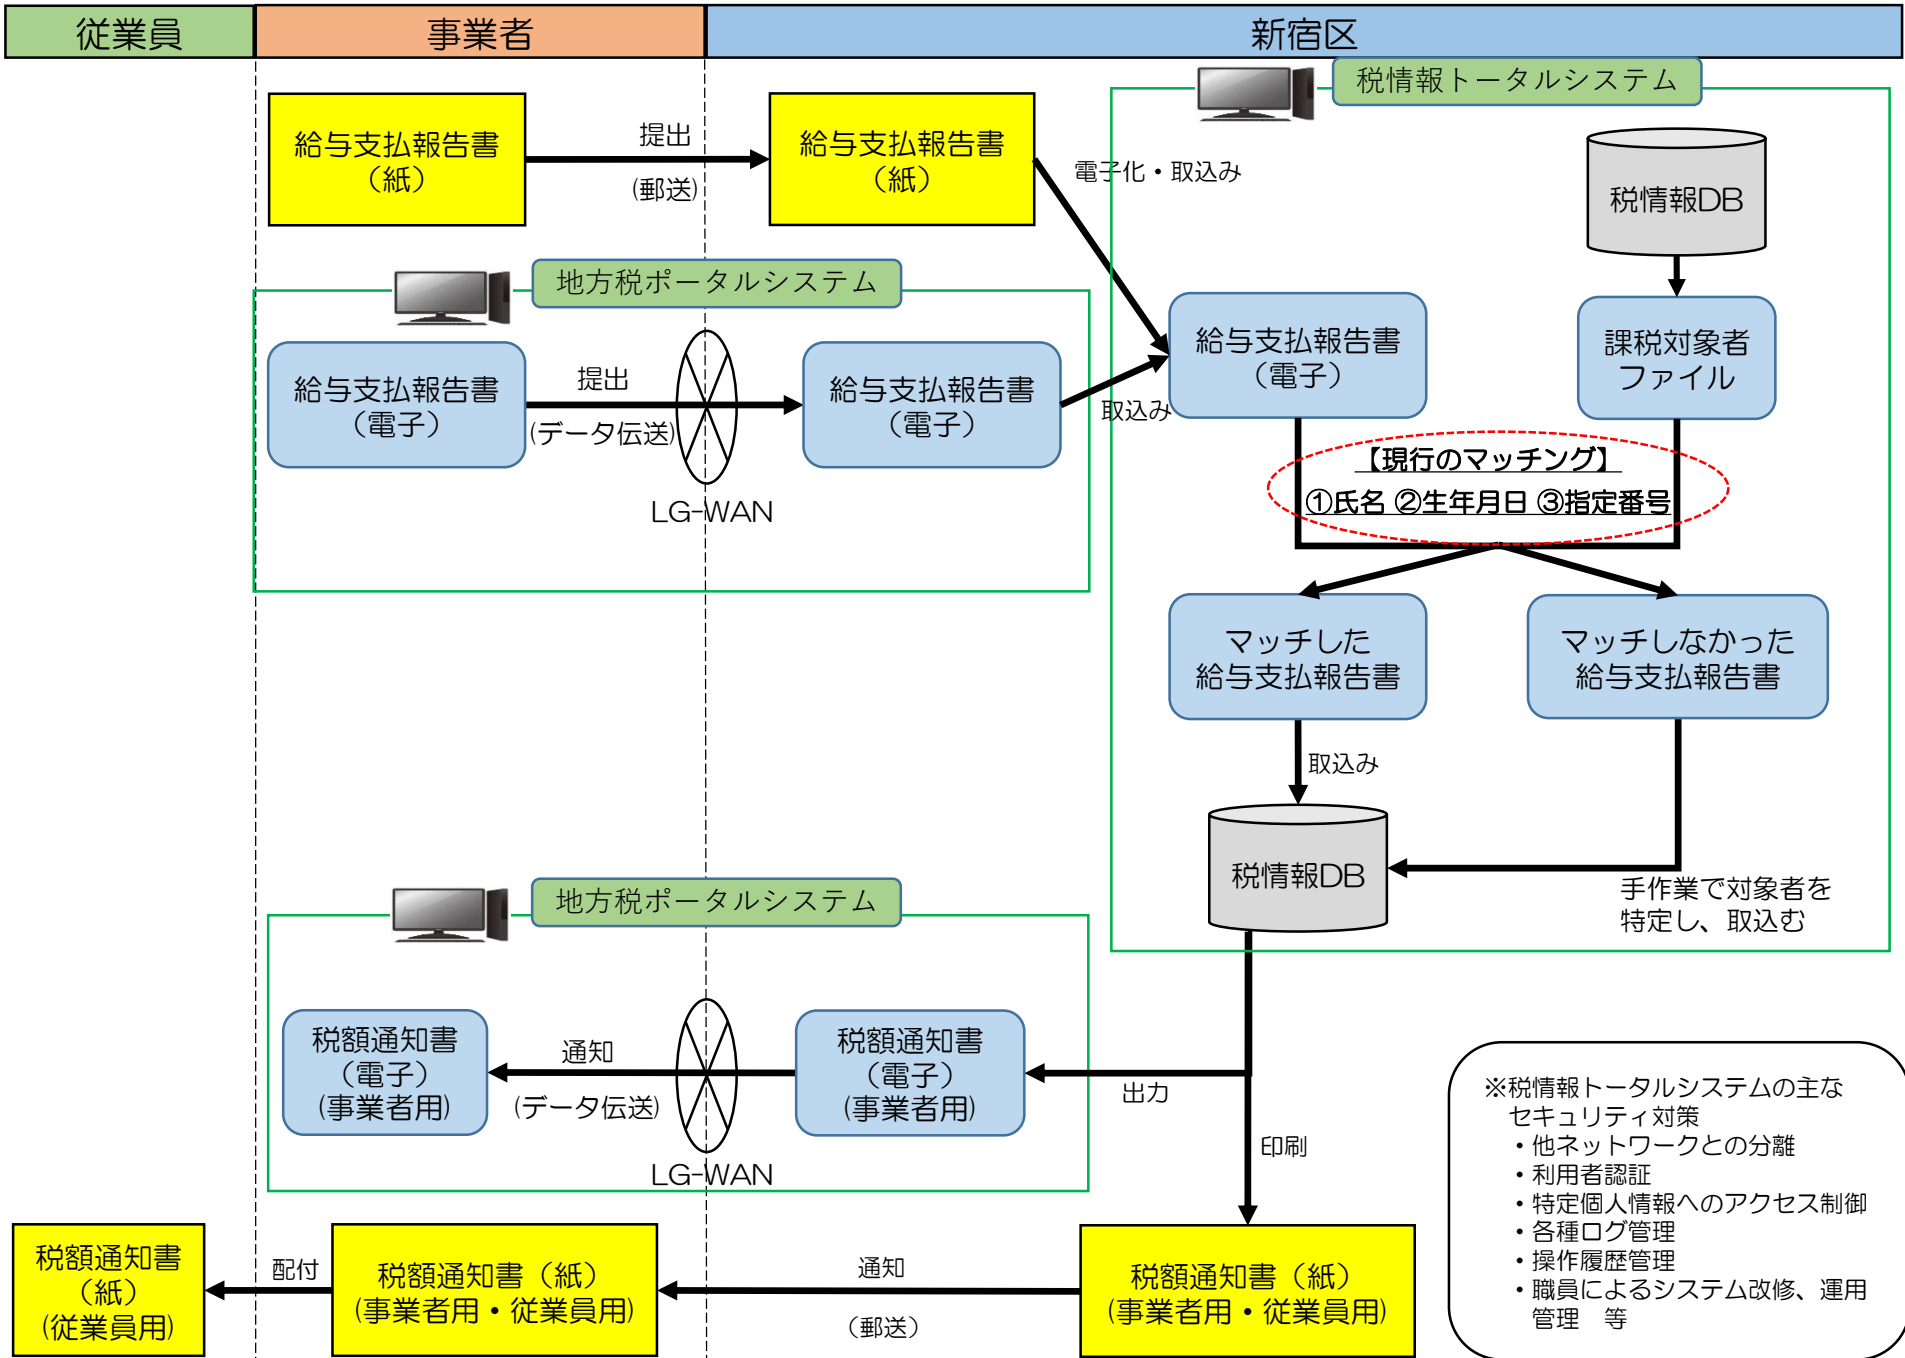 従業員
事業者
新宿区
税情報トータルシステム
給与支払報告書
（紙）
提出
(郵送)
給与支払報告書
（紙）
電子化・取込み
税情報DB
地方税ポータルシステム
給与支払報告書
（電子）
提出
(データ伝送)
LG-WAN
給与支払報告書
（電子）
取込み
給与支払報告書
（電子）
課税対象者
ファイル
【現行のマッチング】
①氏名 ②生年月日 ③指定番号
マッチした
給与支払報告書
マッチしなかった
給与支払報告書
取込み
税情報DB
手作業で対象者を
特定し、取込む
地方税ポータルシステム
税額通知書
（電子）
(事業者用)
通知
(データ伝送)
LG-WAN
税額通知書
（電子）
(事業者用)
出力
印刷
税額通知書
（紙）
(従業員用)
配付
税額通知書（紙）
(事業者用・従業員用)
通知
（郵送）
税額通知書（紙）
(事業者用・従業員用)
※税情報トータルシステムの主な
セキュリティ対策
・他ネットワークとの分離
・利用者認証
・特定個人情報へのアクセス制御
・各種ログ管理
・操作履歴管理
・職員によるシステム改修、運用
管理　等